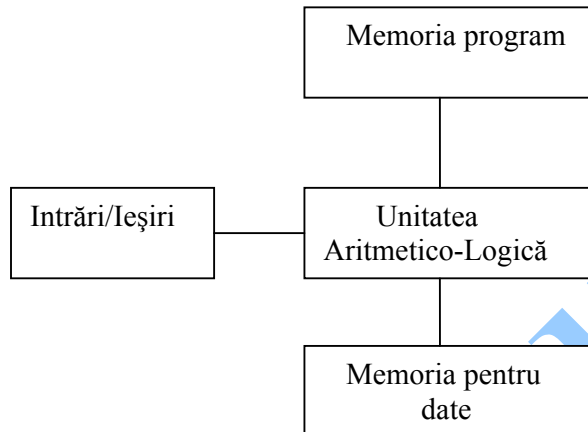 Memoria program
Intrări/Ieşiri
Unitatea
Aritmetico-Logică
Memoria pentru
date